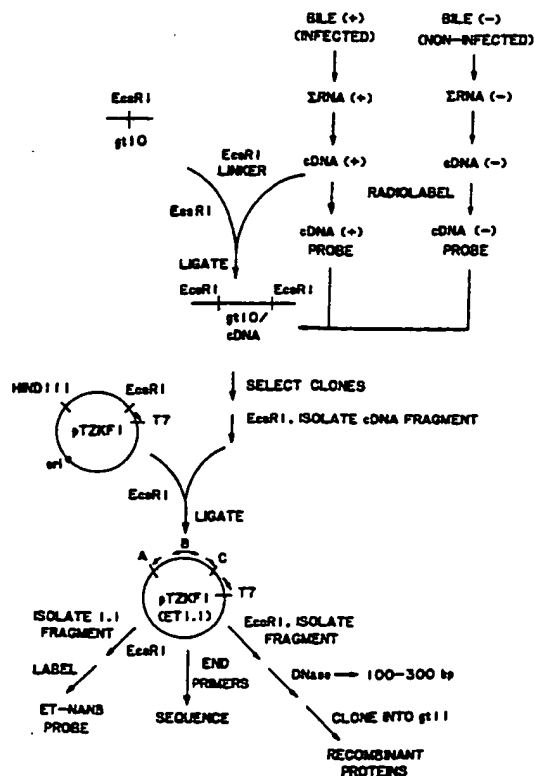 BILE (+)
(INFECTED)
BILE (-)
(NON-INFECTED)
ΣRNA (+)
ΣRNA (-)
EcoRI
gt10
EcoRI
LINKER
EcoRI
cDNA (+)
cDNA (-)
RADIOLABEL
cDNA (+)
PROBE
cDNA (-)
PROBE
LIGATE
EcoRI
EcoRI
gt10/
cDNA
SELECT CLONES
EcoRI, ISOLATE cDNA FRAGMENT
HINDIII
EcoRI
T7
pTZKF1
ori
EcoRI
LIGATE
A
B
C
T7
pTZKF1
(ET1.1)
ISOLATE 1.1
FRAGMENT
EcoRI
LABEL
ET-NANB
PROBE
END
PRIMERS
SEQUENCE
EcoRI, ISOLATE
FRAGMENT
DNase → 100-300 bp
CLONE INTO gt11
RECOMBINANT
PROTEINS